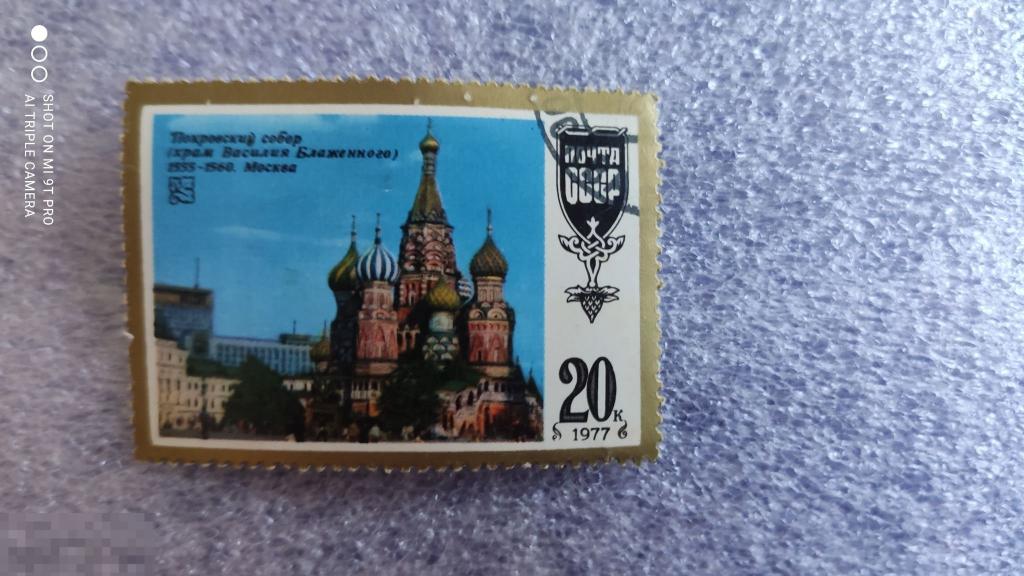 Покровский собор
(храм Василия Блаженного)
1555-1560. Москва
ПОЧТА
СССР
20 к
1977
SHOT ON MI 9T PRO
AI TRIPLE CAMERA